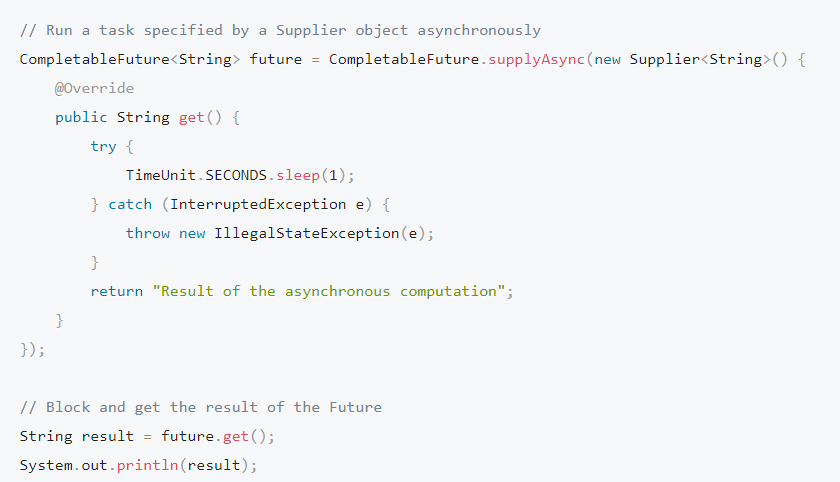 // Run a task specified by a Supplier object asynchronously
CompletableFuture<String> future = CompletableFuture.supplyAsync(new Supplier<String>() {
    @Override
    public String get() {
        try {
            TimeUnit.SECONDS.sleep(1);
        } catch (InterruptedException e) {
            throw new IllegalStateException(e);
        }
        return "Result of the asynchronous computation";
    }
});

// Block and get the result of the Future
String result = future.get();
System.out.println(result);